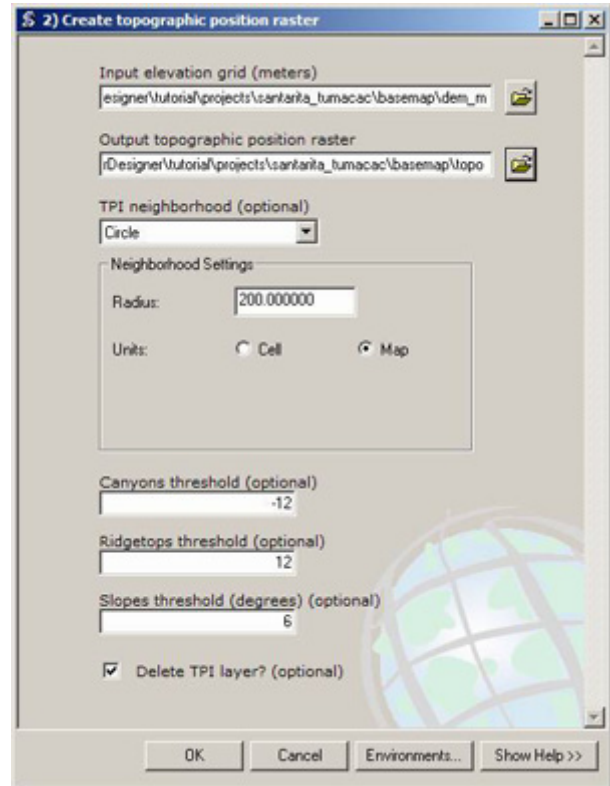 2) Create topographic position raster
Input elevation grid (meters)
esigner\tutorial\projects\santarita_tumacac\basemap\dem_m
Output topographic position raster
rDesigner\tutorial\projects\santarita_tumacac\basemap\topo
TPI neighborhood (optional)
Circle
Neighborhood Settings
Radius: 200.000000
Units: Cell Map
Canyons threshold (optional)
-12
Ridgetops threshold (optional)
12
Slopes threshold (degrees) (optional)
6
Delete TPI layer? (optional)
OK Cancel Environments... Show Help >>